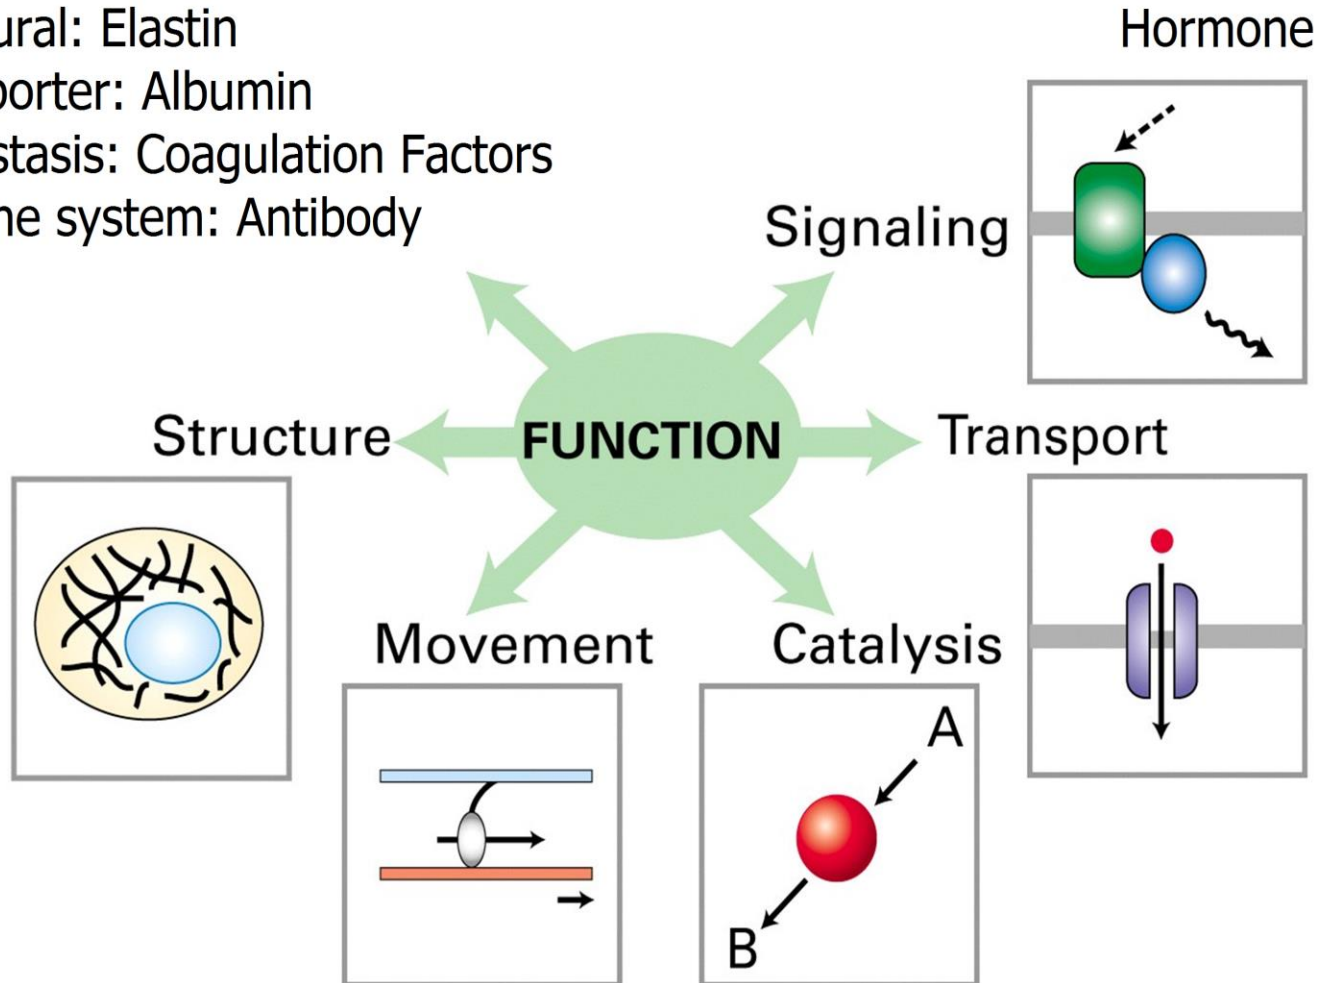 ural: Elastin
porter: Albumin
stasis: Coagulation Factors
ne system: Antibody
Hormone
Signaling
Structure
FUNCTION
Transport
Movement
Catalysis
A
B